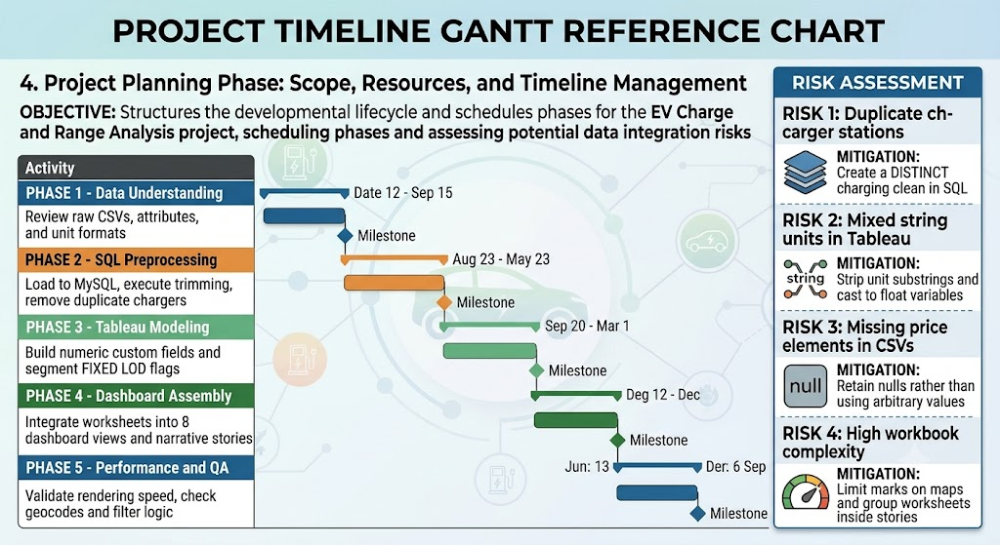 PROJECT TIMELINE GANTT REFERENCE CHART
4. Project Planning Phase: Scope, Resources, and Timeline Management
OBJECTIVE: Structures the developmental lifecycle and schedules phases for the EV Charge
and Range Analysis project, scheduling phases and assessing potential data integration risks
Activity
PHASE 1 - Data Understanding
Date 12 - Sep 15
Review raw CSVs, attributes,
and unit formats
Milestone
PHASE 2 - SQL Preprocessing
Aug 23 - May 23
Load to MySQL, execute trimming,
remove duplicate chargers
Milestone
PHASE 3 - Tableau Modeling
Sep 20 - Mar 1
Build numeric custom fields and
segment FIXED LOD flags
Milestone
PHASE 4 - Dashboard Assembly
Deg 12 - Dec
Integrate worksheets into 8
dashboard views and narrative stories
Milestone
PHASE 5 - Performance and QA
Jun: 13
Der: 6 Sep
Validate rendering speed, check
geocodes and filter logic
Milestone
RISK ASSESSMENT
RISK 1: Duplicate ch-
arger stations
MITIGATION:
Create a DISTINCT
charging clean in SQL
RISK 2: Mixed string
units in Tableau
string
MITIGATION:
Strip unit substrings and
cast to float variables
RISK 3: Missing price
elements in CSVs
null
MITIGATION:
Retain nulls rather than
using arbitrary values
RISK 4: High workbook
complexity
MITIGATION:
Limit marks on maps
and group worksheets
inside stories